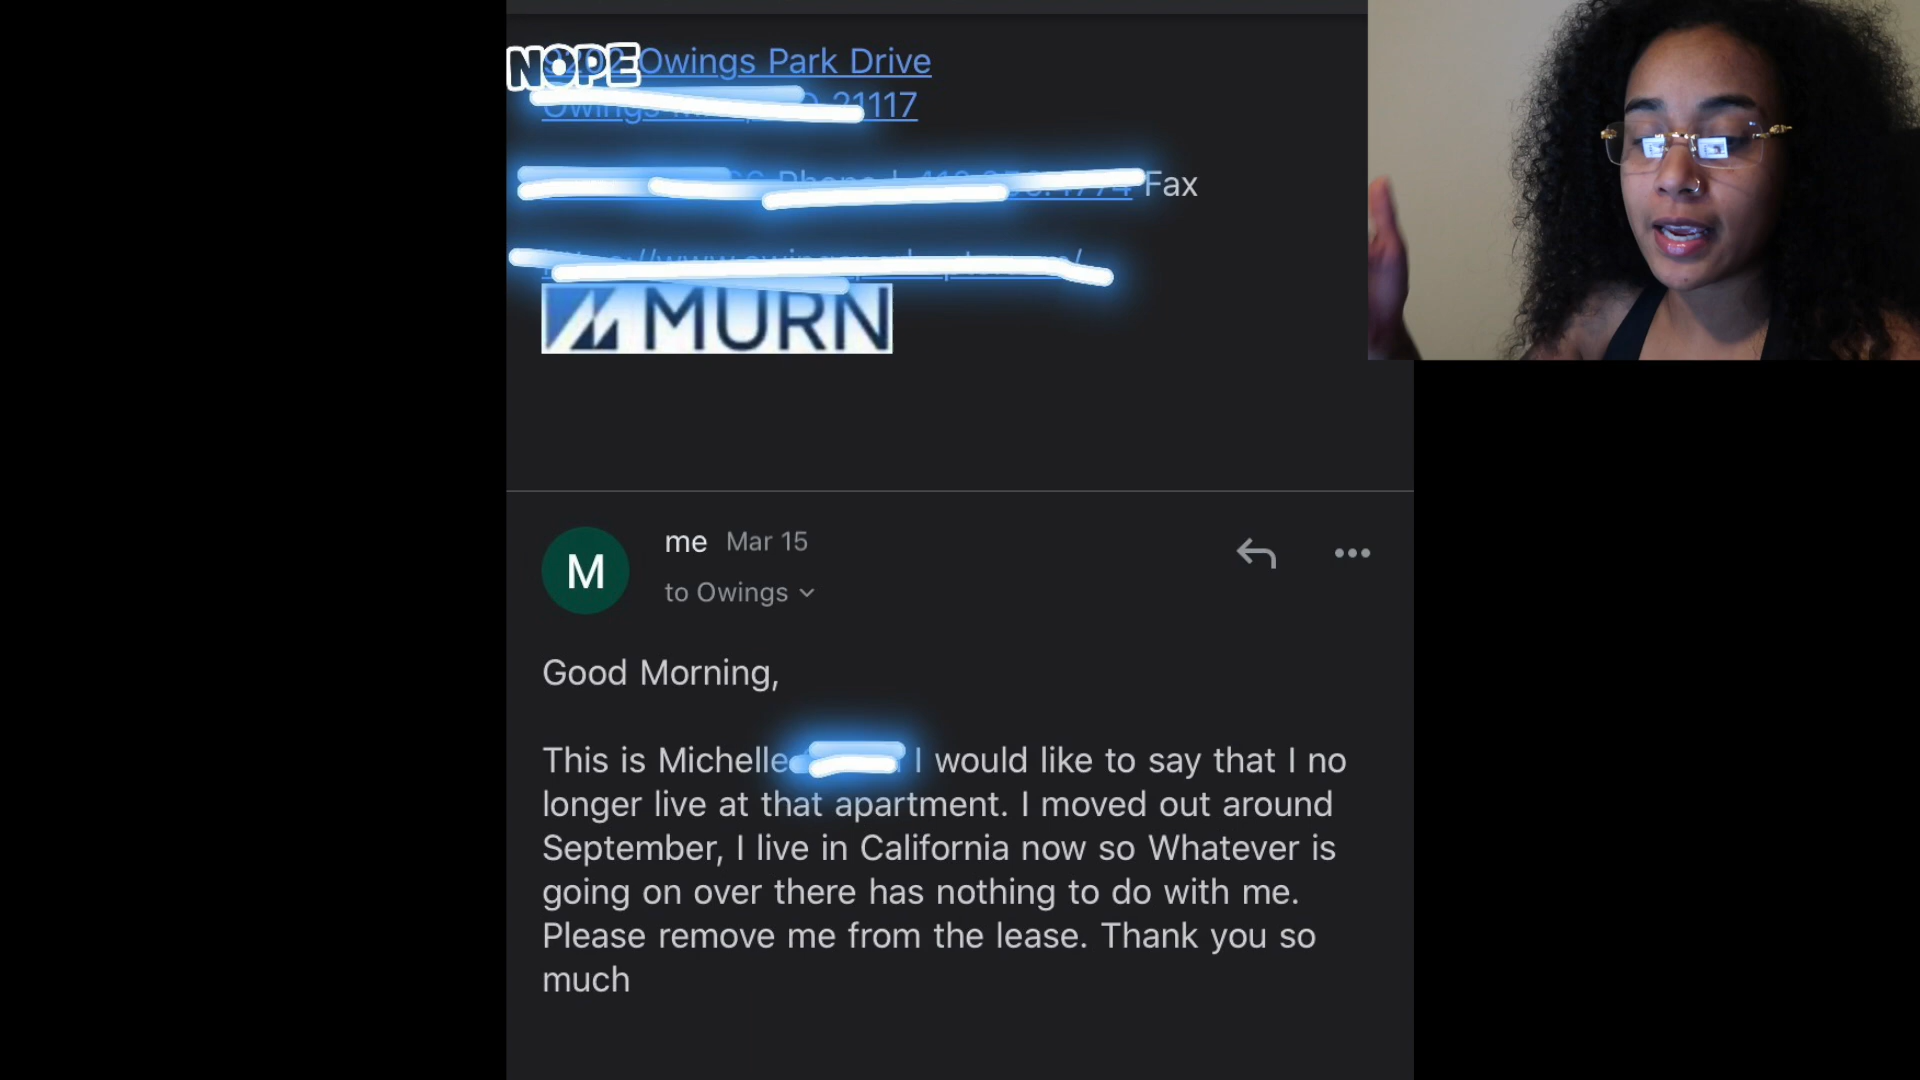 NOPE Owings Park Drive
Owings 21117
Fax
MURN
me Mar 15
to Owings
M
Good Morning,
This is Michelle I would like to say that I no
longer live at that apartment. I moved out around
September, I live in California now so Whatever is
going on over there has nothing to do with me.
Please remove me from the lease. Thank you so
much